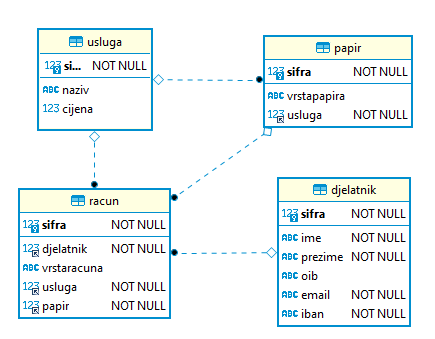 usluga
123 si... NOT NULL
ABC naziv
123 cijena
papir
123 sifra NOT NULL
ABC vrstapapira
123 usluga NOT NULL
racun
123 sifra NOT NULL
123 djelatnik NOT NULL
ABC vrstaracuna
123 usluga NOT NULL
123 papir NOT NULL
djelatnik
123 sifra NOT NULL
ABC ime NOT NULL
ABC prezime NOT NULL
ABC oib
ABC email NOT NULL
ABC iban NOT NULL